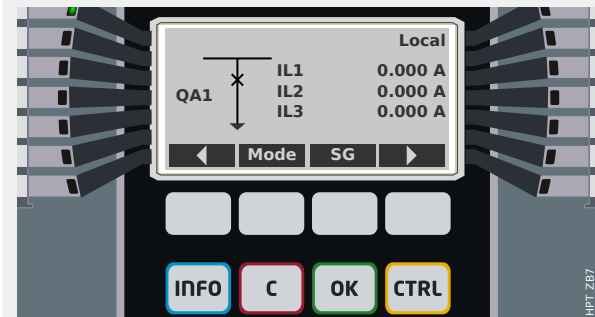 Local
IL1 0.000 A
QA1 IL2 0.000 A
IL3 0.000 A
Mode SG
INFO C OK CTRL
HPT ZB7